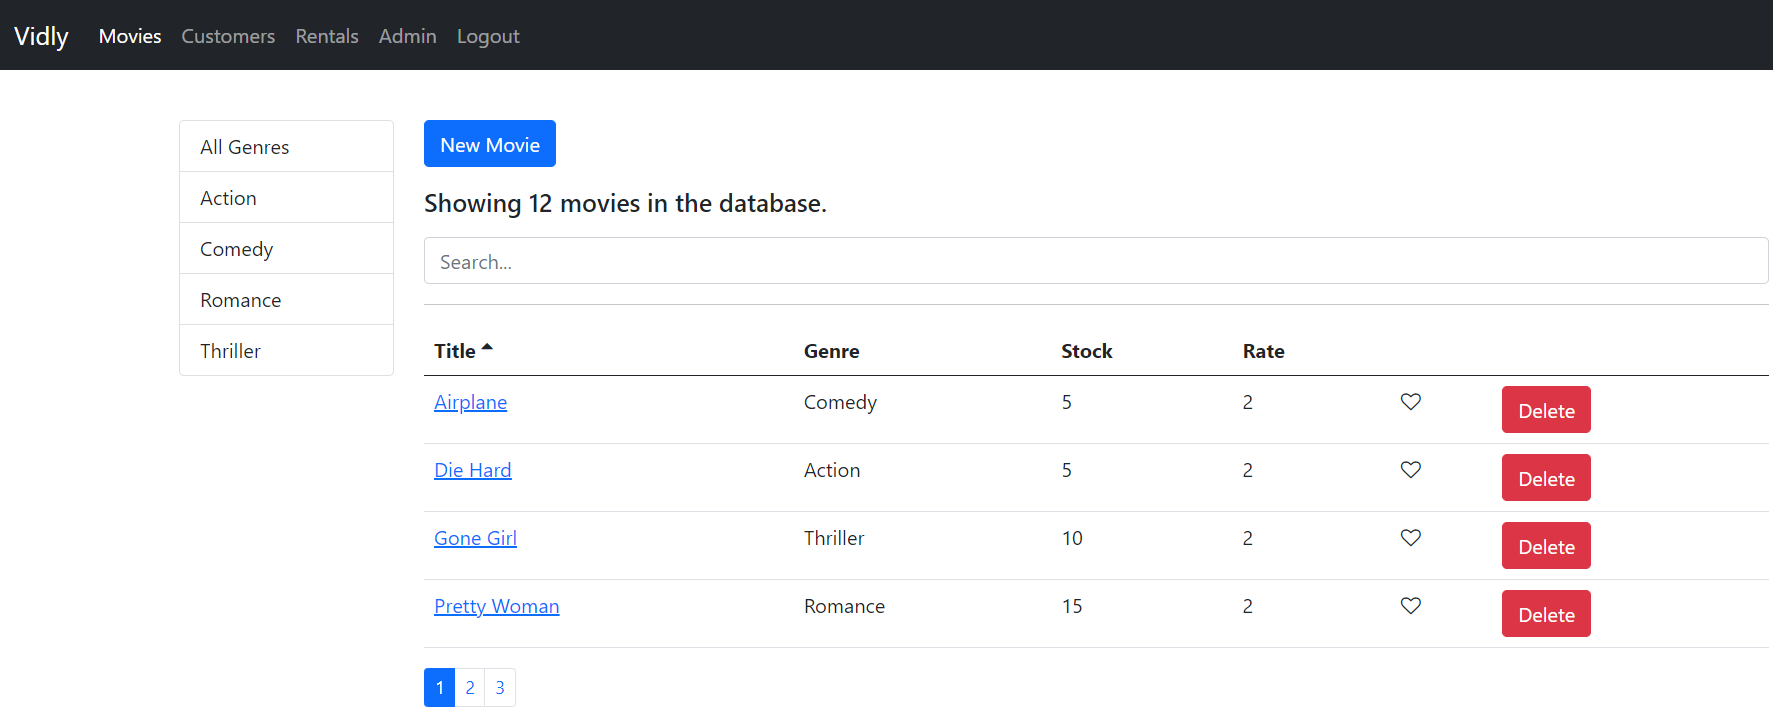 Vidly Movies Customers Rentals Admin Logout
All Genres
Action
Comedy
Romance
Thriller
New Movie
Showing 12 movies in the database.
Search...
Title Genre Stock Rate
Airplane Comedy 5 2 Delete
Die Hard Action 5 2 Delete
Gone Girl Thriller 10 2 Delete
Pretty Woman Romance 15 2 Delete
1 2 3